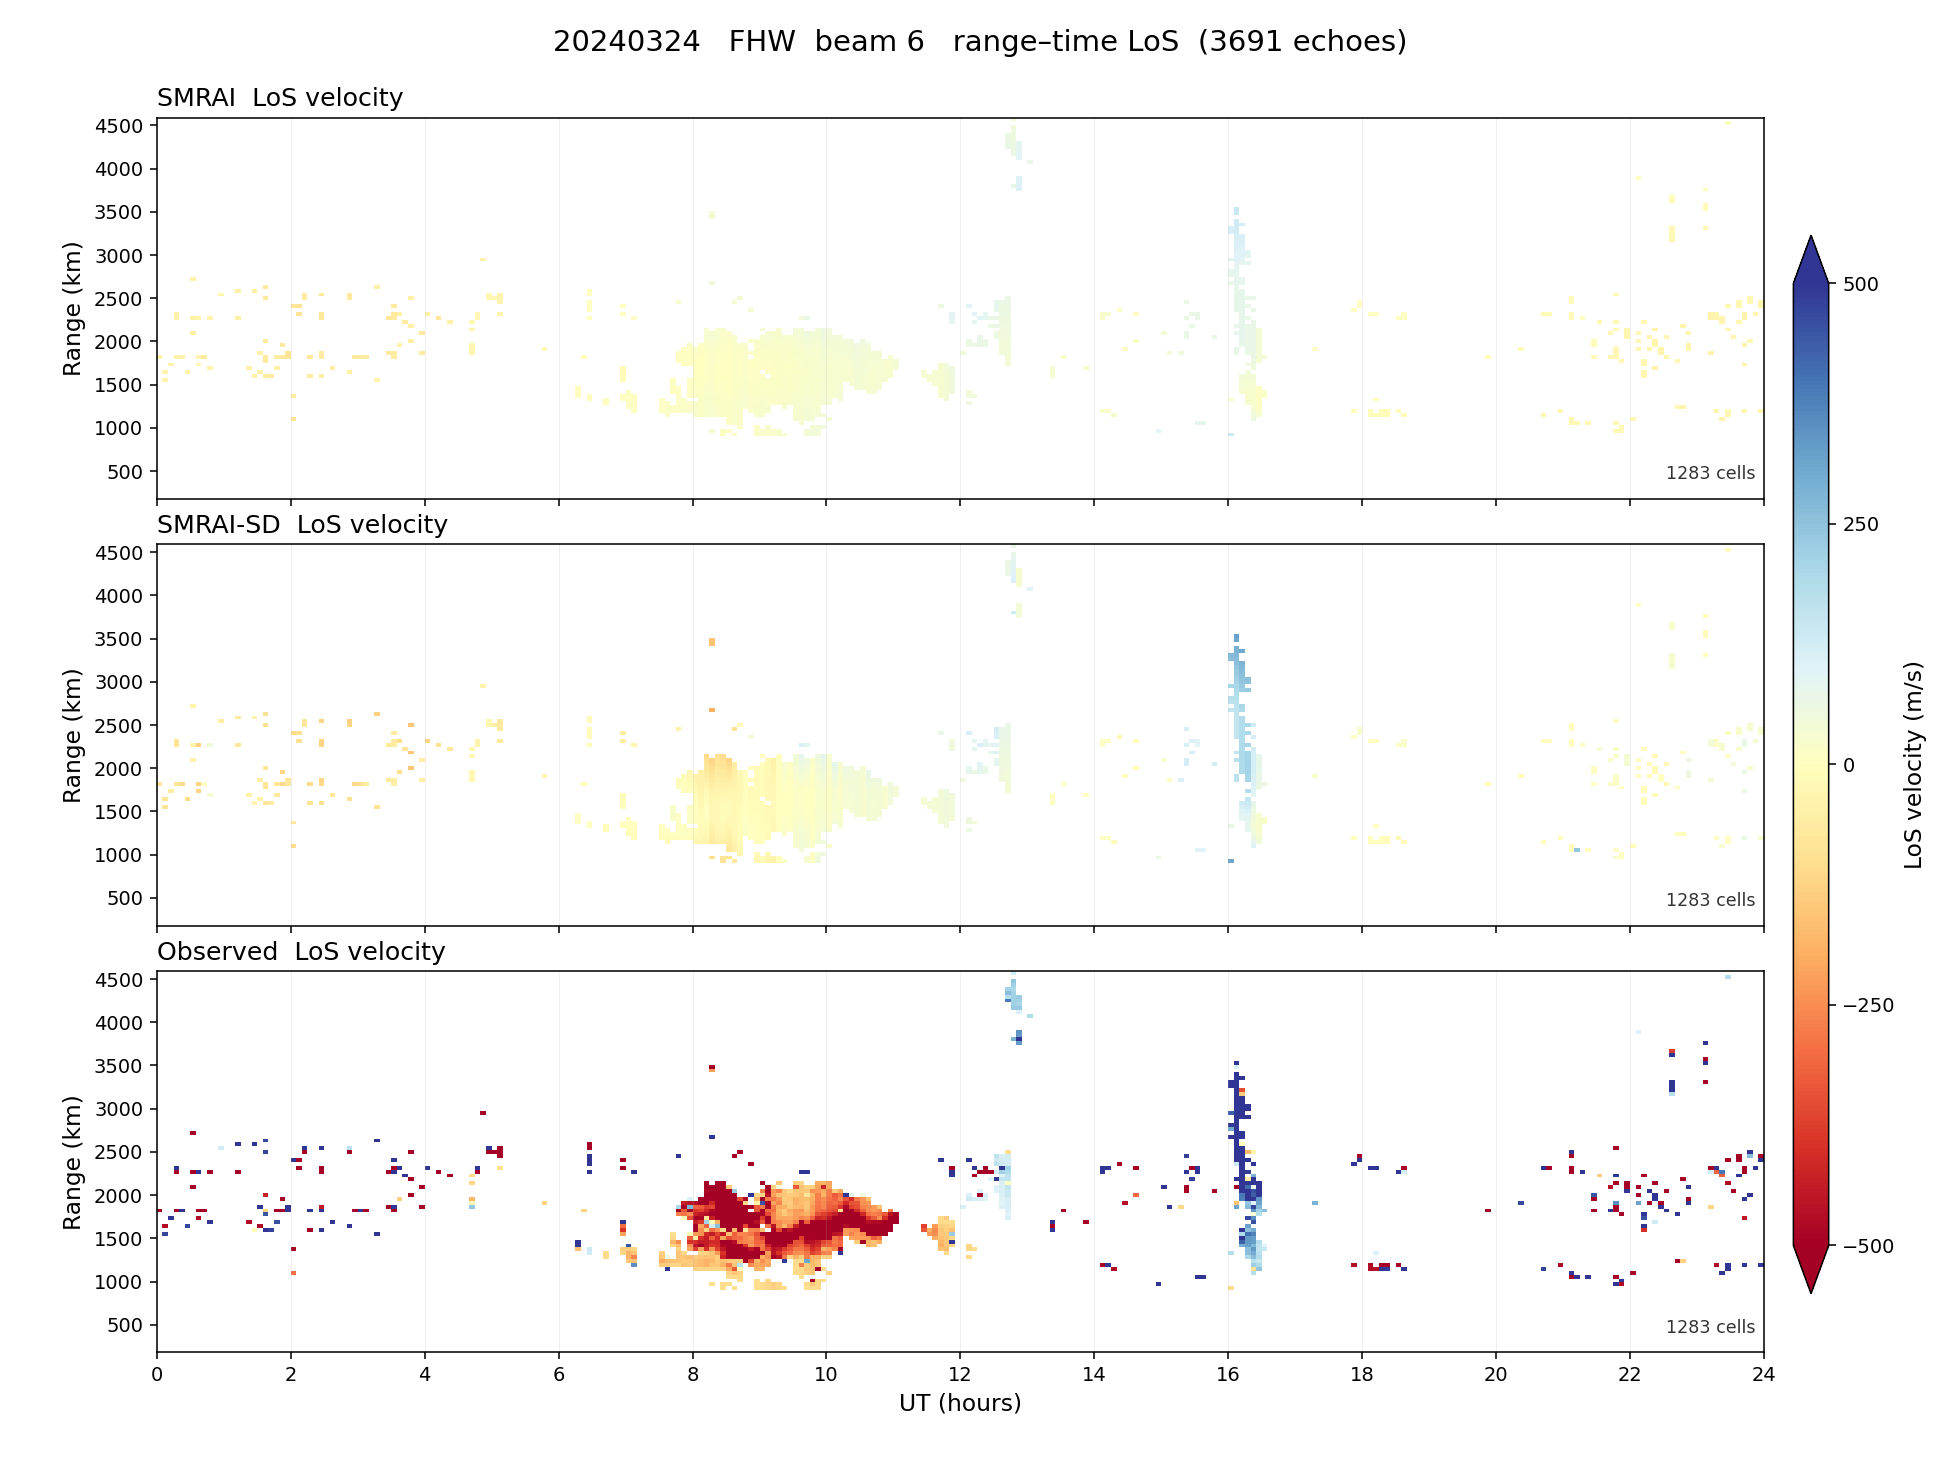 20240324 FHW beam 6 range–time LoS (3691 echoes)
SMRAI LoS velocity
4500
4000
3500
3000
2500
2000
1500
1000
500
Range (km)
1283 cells
SMRAI-SD LoS velocity
4500
4000
3500
3000
2500
2000
1500
1000
500
Range (km)
1283 cells
Observed LoS velocity
4500
4000
3500
3000
2500
2000
1500
1000
500
Range (km)
1283 cells
0 2 4 6 8 10 12 14 16 18 20 22 24
UT (hours)
500
250
0
−250
−500
LoS velocity (m/s)